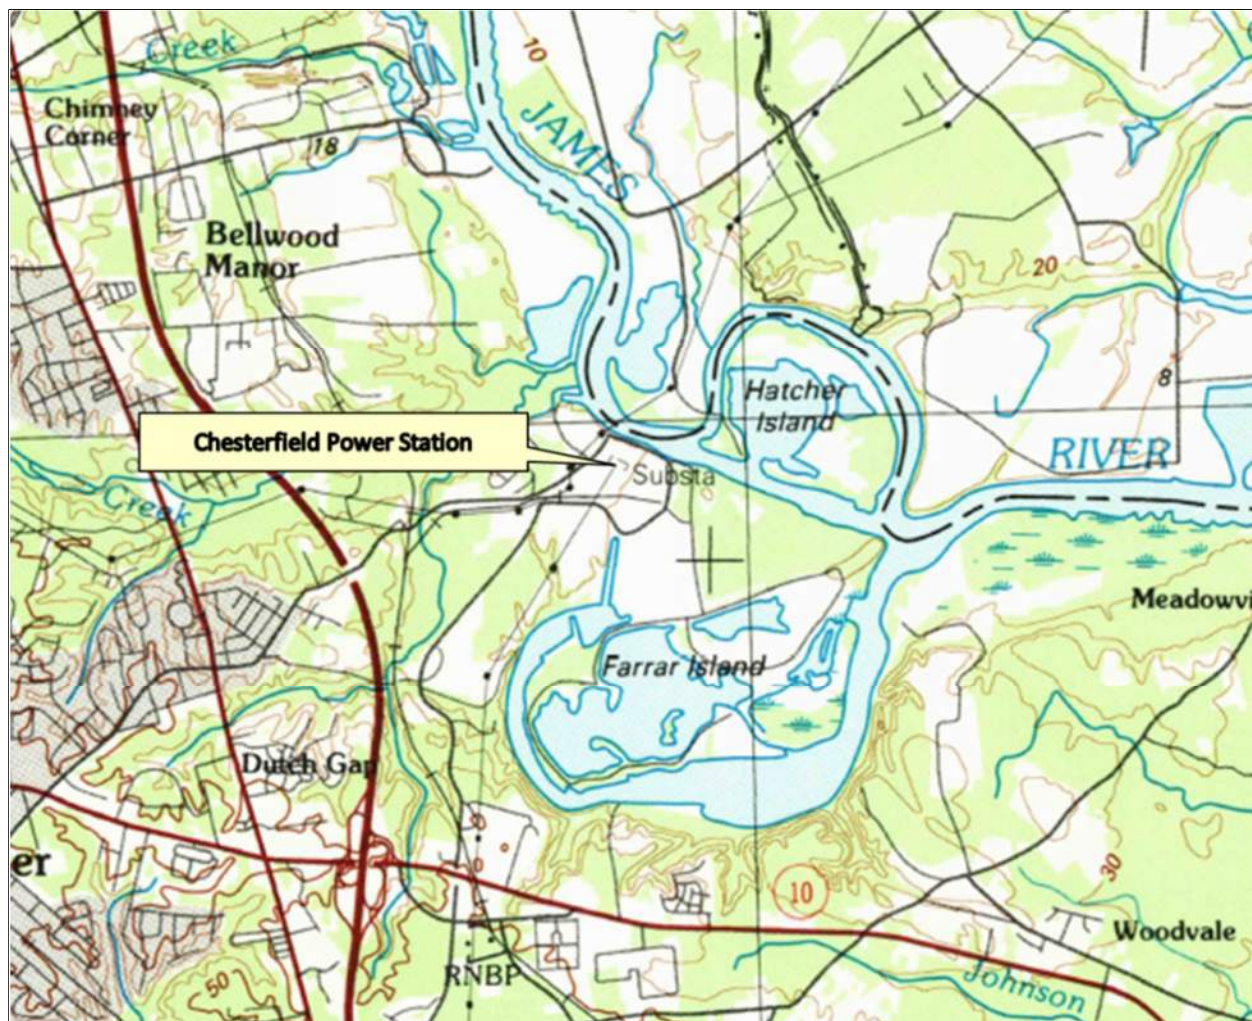 Creek
10
JAMES
Chimney
Corner
18
Bellwood
Manor
20
8
Hatcher
Island
Chesterfield Power Station
RIVER
Substa
Creek
Meadowvi
Farrar Island
Dutch Gap
er
10
30
Woodvale
RNBP
50
Johnson